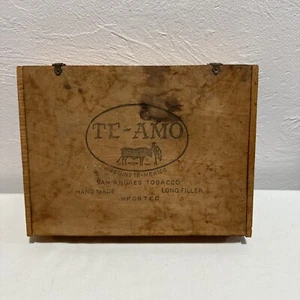 TE-AMO
SAN ANDRES TOBACCO
HAND MADE LONG FILLER
IMPORTED